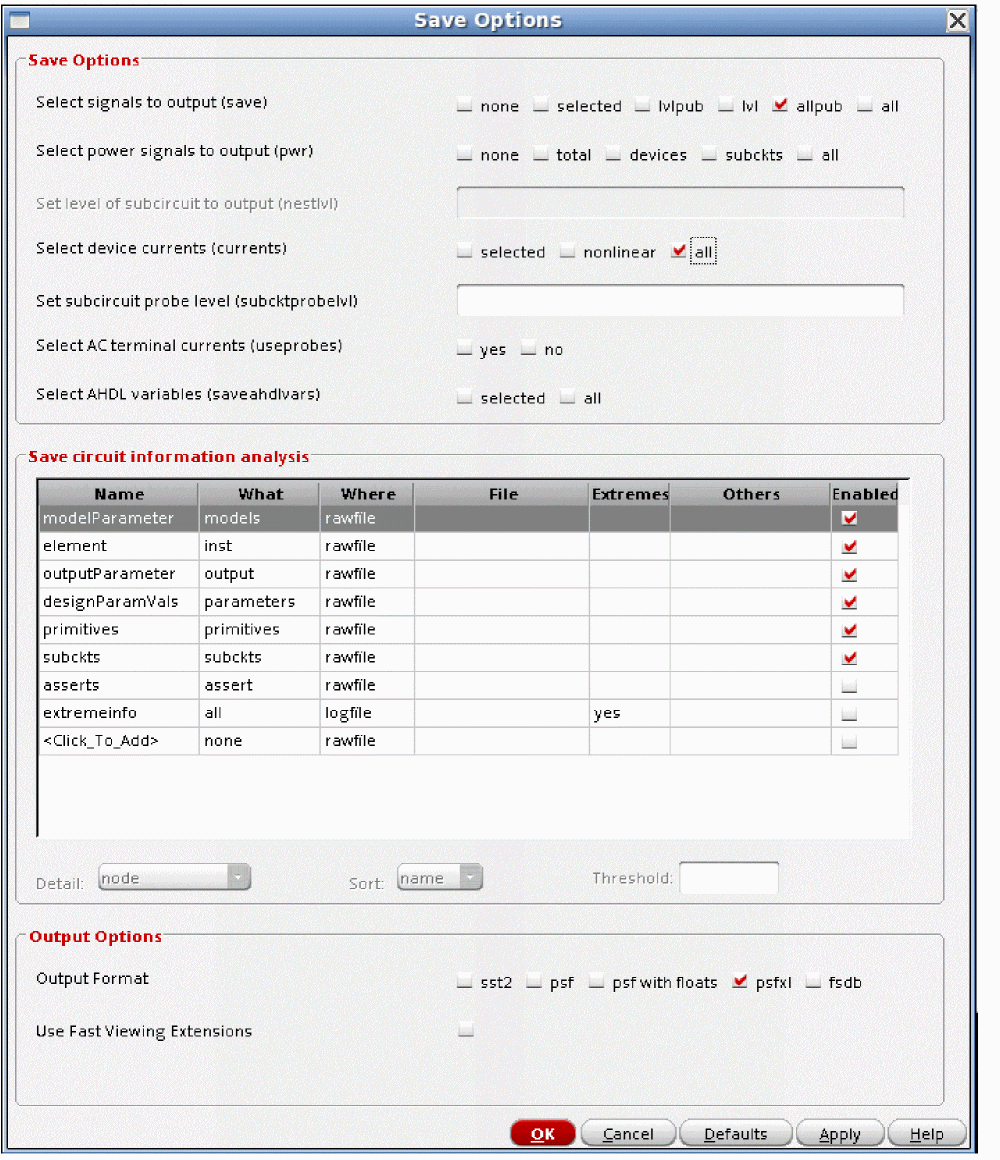 Save Options
Save Options
Select signals to output (save) none selected lvlpub lvl allpub all
Select power signals to output (pwr) none total devices subckts all
Set level of subcircuit to output (nestlvl)
Select device currents (currents) selected nonlinear all
Set subcircuit probe level (subcktprobelvl)
Select AC terminal currents (useprobes) yes no
Select AHDL variables (saveahdlvars) selected all
Save circuit information analysis
Name What Where File Extremes Others Enabled
modelParameter models rawfile
element inst rawfile
outputParameter output rawfile
designParamVals parameters rawfile
primitives primitives rawfile
subckts subckts rawfile
asserts assert rawfile
extremeinfo all logfile yes
<Click_To_Add> none rawfile
Detail: node Sort: name Threshold:
Output Options
Output Format sst2 psf psf with floats psfxl fsdb
Use Fast Viewing Extensions
OK Cancel Defaults Apply Help